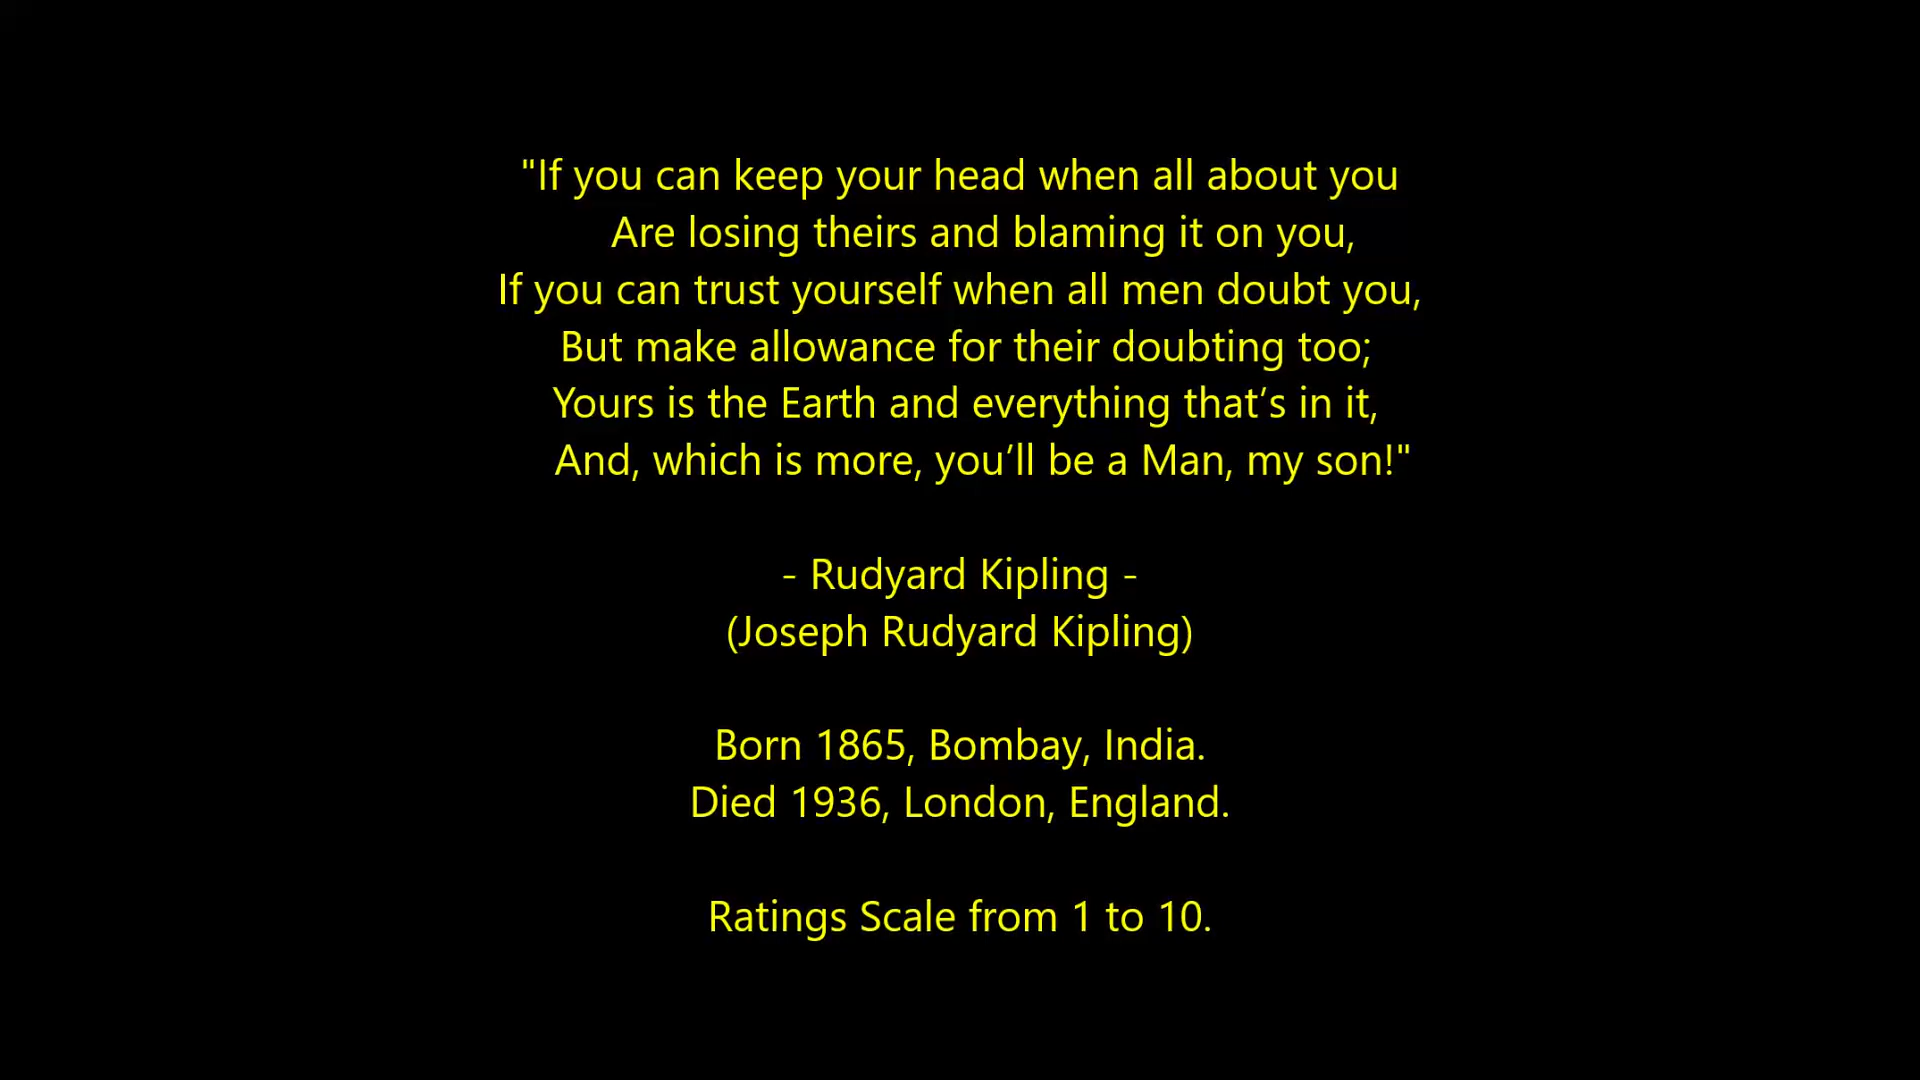 "If you can keep your head when all about you
Are losing theirs and blaming it on you,
If you can trust yourself when all men doubt you,
But make allowance for their doubting too;
Yours is the Earth and everything that’s in it,
And, which is more, you’ll be a Man, my son!"
- Rudyard Kipling -
(Joseph Rudyard Kipling)
Born 1865, Bombay, India.
Died 1936, London, England.
Ratings Scale from 1 to 10.